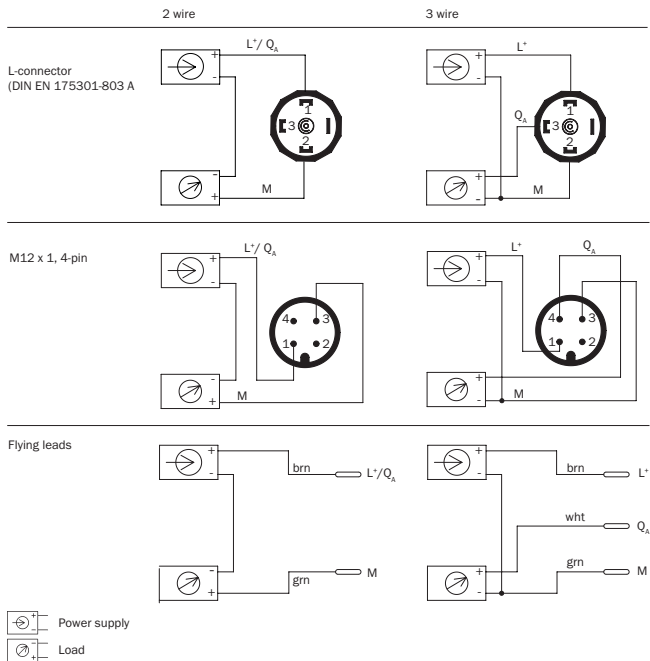 2 wire 3 wire
L-connector
(DIN EN 175301-803 A
+ L⁺/ Q_A
-
1
3
2
-
+ M
+ L⁺
-
Q_A
1
3
2
+
- M
M12 x 1, 4-pin
+ L⁺/ Q_A
-
4 3
1 2
-
+ M
+ L⁺ Q_A
-
4 3
1 2
+
- M
Flying leads
+ brn L⁺/Q_A
-
-
+ grn M
+ brn L⁺
-
wht Q_A
+ grn M
-
+
- Power supply
-
+ Load